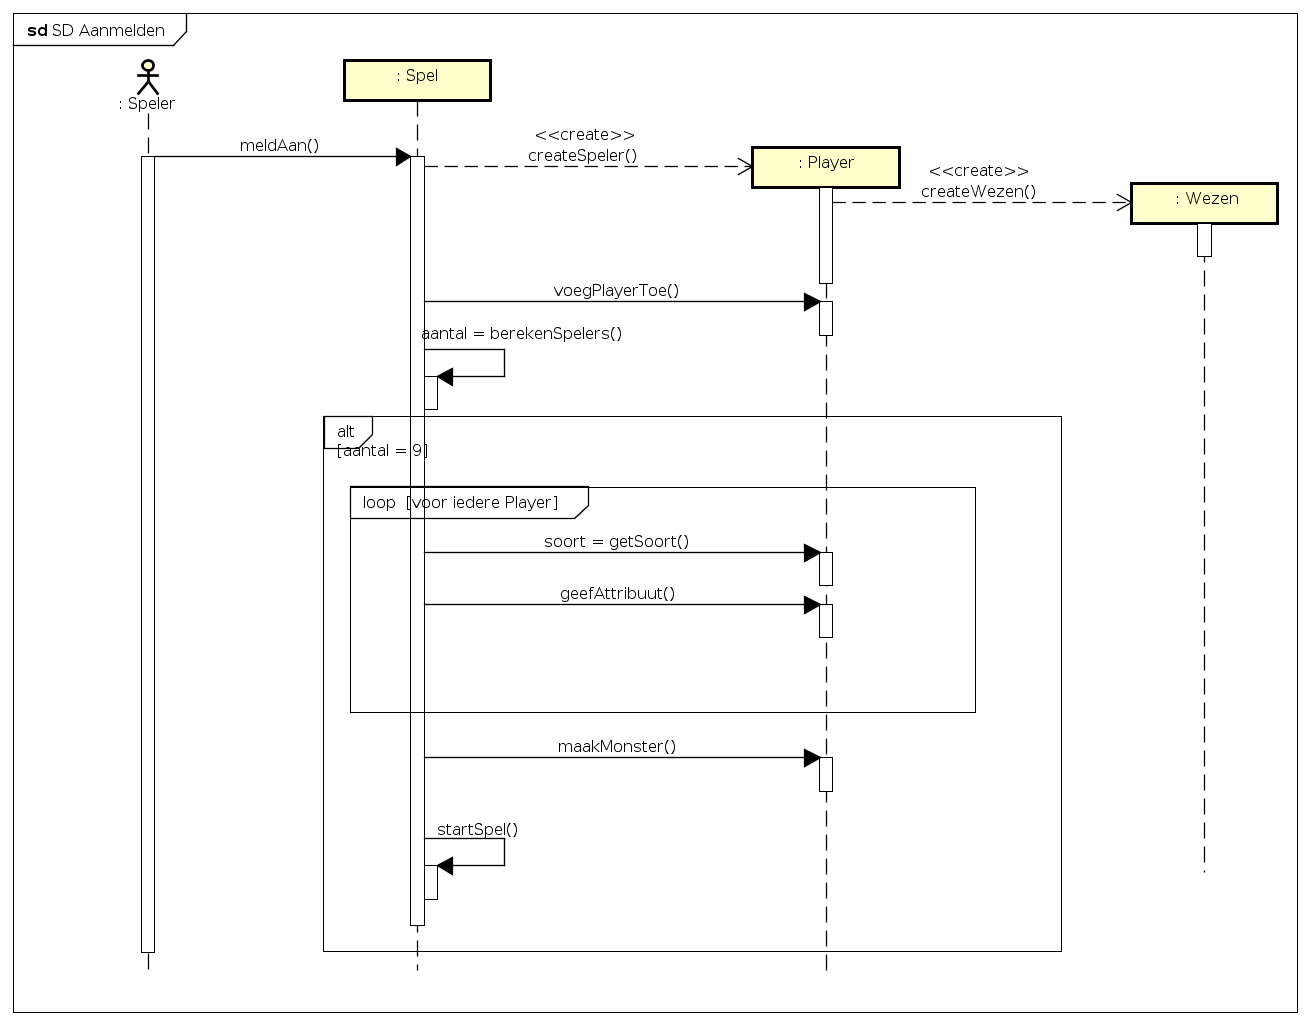 sd SD Aanmelden
: Speler
: Spel
meldAan()
<<create>>
createSpeler()
: Player
<<create>>
createWezen()
: Wezen
voegPlayerToe()
aantal = berekenSpelers()
alt
[aantal = 9]
loop [voor iedere Player]
soort = getSoort()
geefAttribuut()
maakMonster()
startSpel()